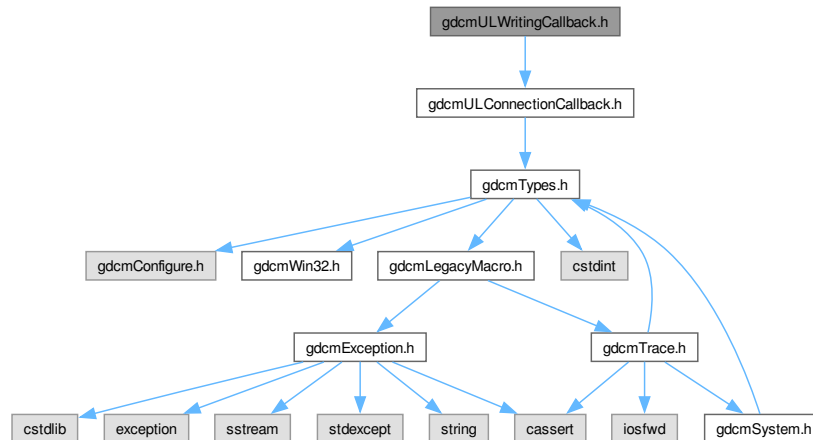 gdcmULWritingCallback.h
gdcmULConnectionCallback.h
gdcmTypes.h
gdcmConfigure.h
gdcmWin32.h
gdcmLegacyMacro.h
cstdint
gdcmException.h
gdcmTrace.h
cstdlib
exception
sstream
stdexcept
string
cassert
iosfwd
gdcmSystem.h